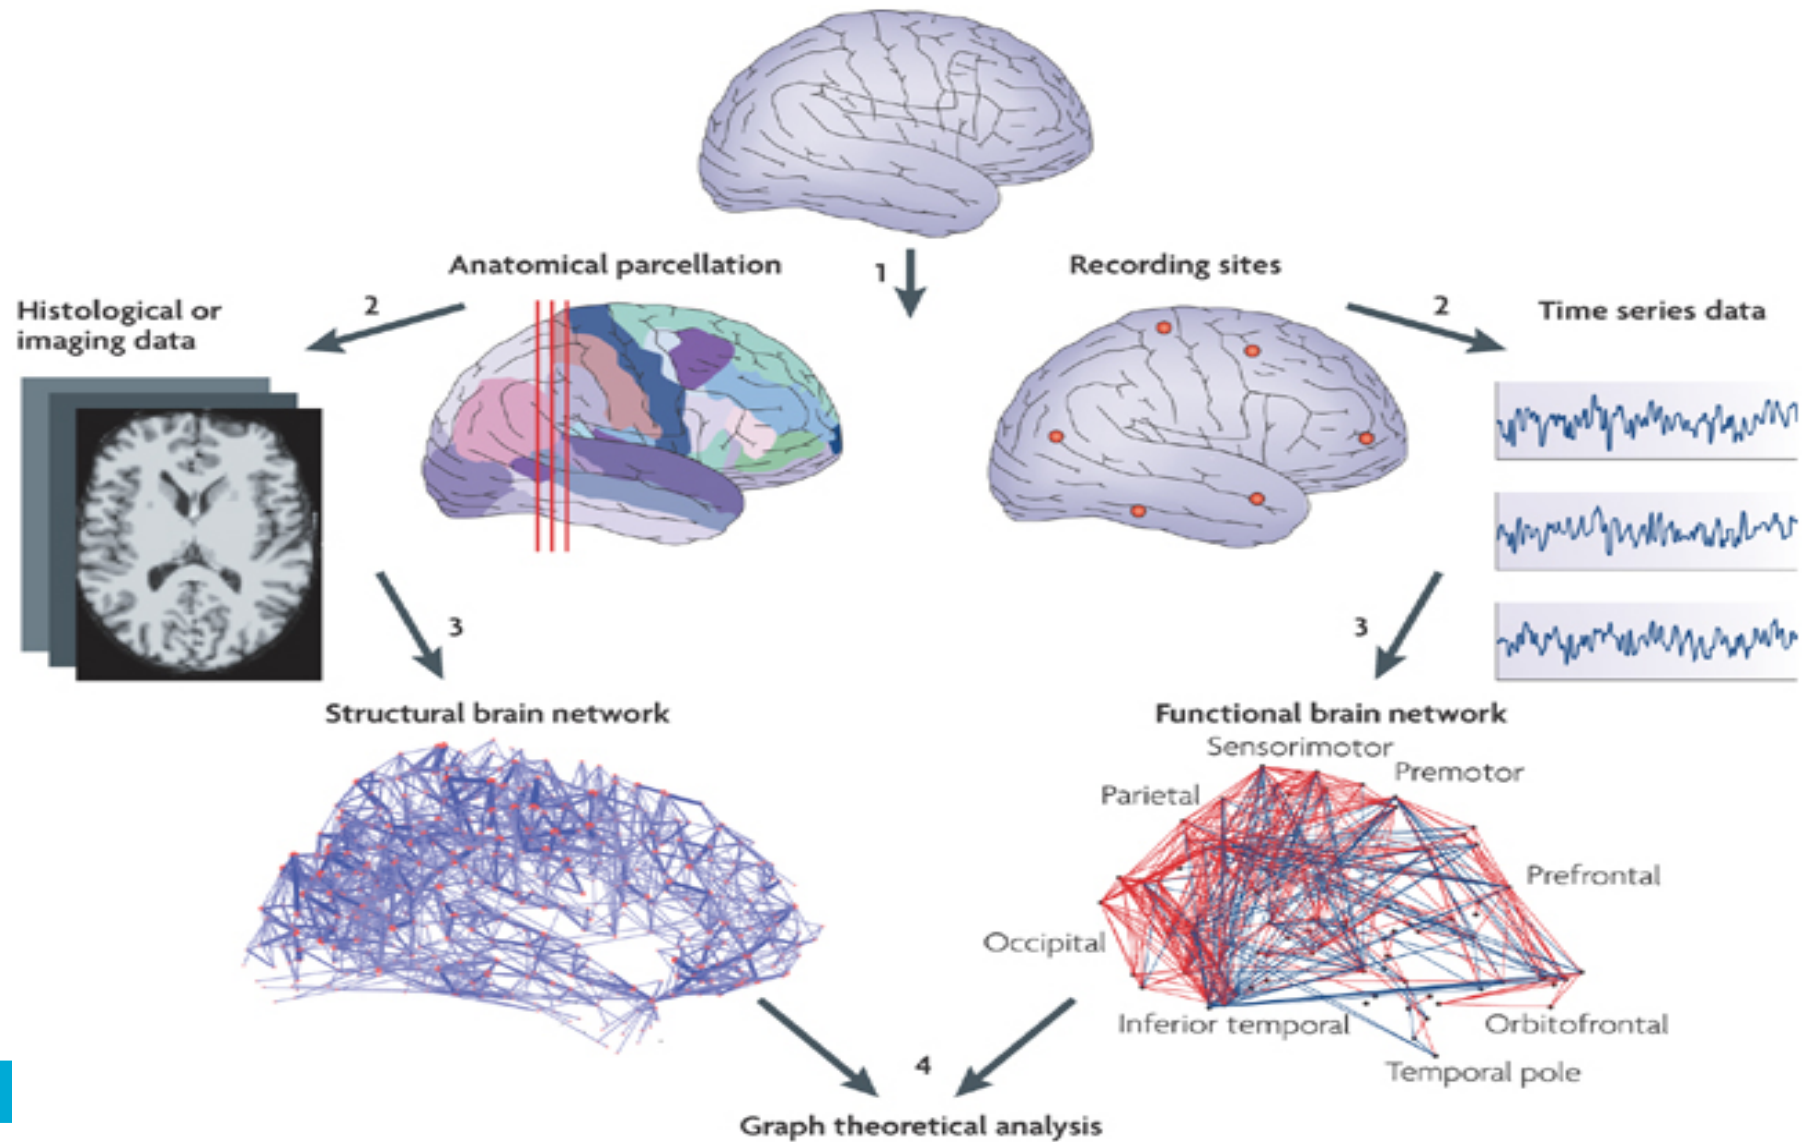 Anatomical parcellation
1
Recording sites
2
Histological or
imaging data
2
Time series data
3
3
Structural brain network
Functional brain network
Sensorimotor
Premotor
Parietal
Prefrontal
Occipital
Inferior temporal
Orbitofrontal
Temporal pole
4
Graph theoretical analysis